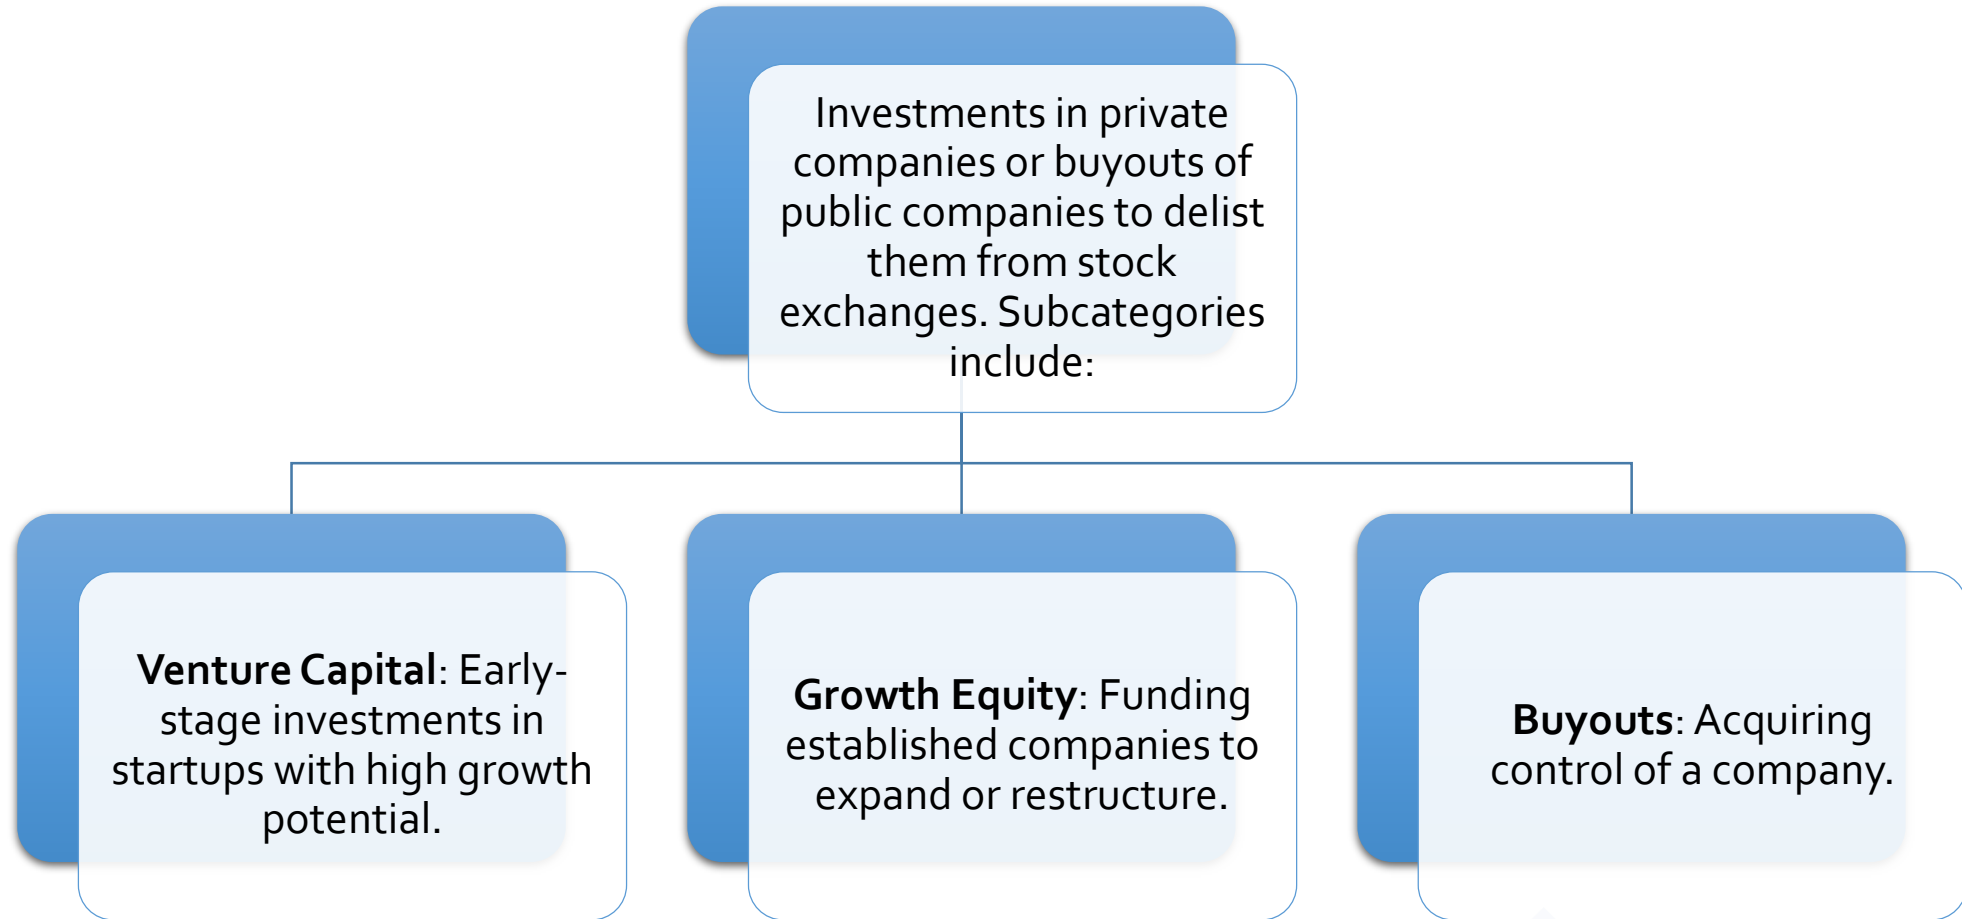 Investments in private
companies or buyouts of
public companies to delist
them from stock
exchanges. Subcategories
include:
Venture Capital: Early-
stage investments in
startups with high growth
potential.
Growth Equity: Funding
established companies to
expand or restructure.
Buyouts: Acquiring
control of a company.